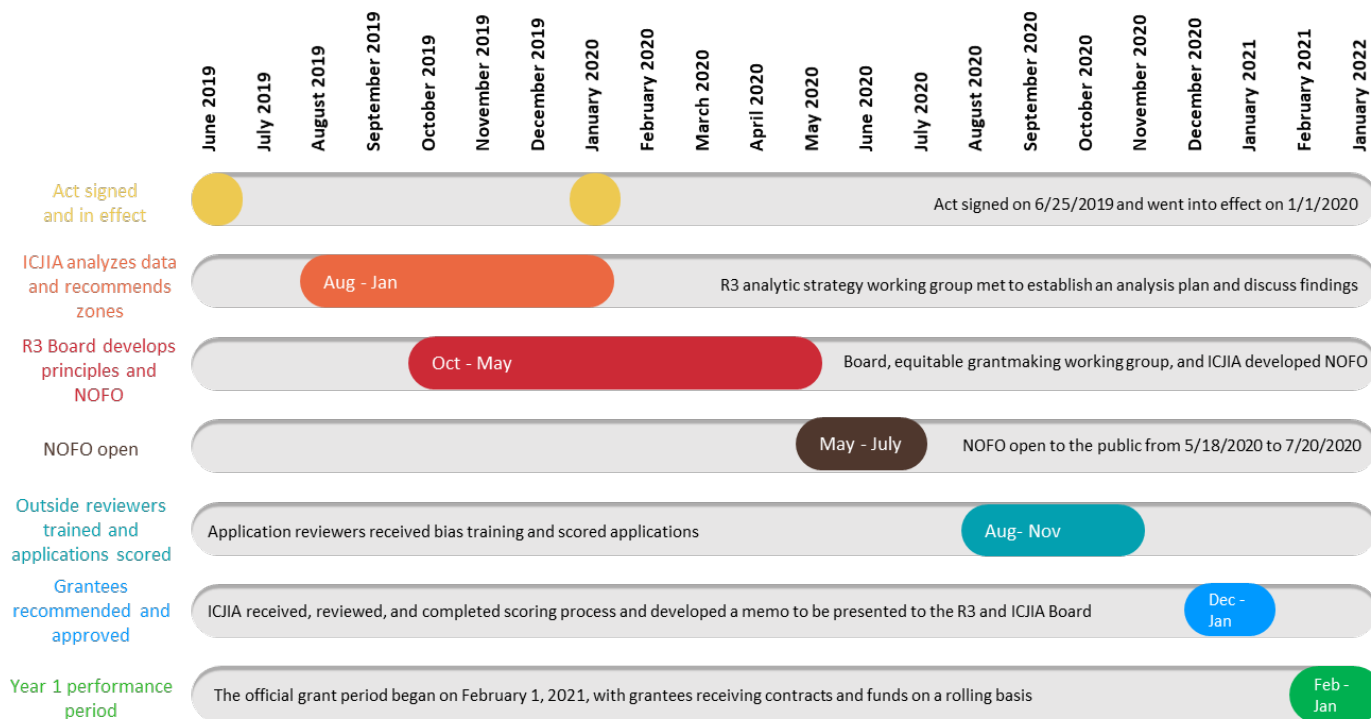 June 2019
July 2019
August 2019
September 2019
October 2019
November 2019
December 2019
January 2020
February 2020
March 2020
April 2020
May 2020
June 2020
July 2020
August 2020
September 2020
October 2020
November 2020
December 2020
January 2021
February 2021
January 2022
Act signed
and in effect
Act signed on 6/25/2019 and went into effect on 1/1/2020
ICJIA analyzes data
and recommends
zones
Aug - Jan
R3 analytic strategy working group met to establish an analysis plan and discuss findings
R3 Board develops
principles and
NOFO
Oct - May
Board, equitable grantmaking working group, and ICJIA developed NOFO
NOFO open
May - July
NOFO open to the public from 5/18/2020 to 7/20/2020
Outside reviewers
trained and
applications scored
Application reviewers received bias training and scored applications
Aug- Nov
Grantees
recommended and
approved
ICJIA received, reviewed, and completed scoring process and developed a memo to be presented to the R3 and ICJIA Board
Dec -
Jan
Year 1 performance
period
The official grant period began on February 1, 2021, with grantees receiving contracts and funds on a rolling basis
Feb -
Jan